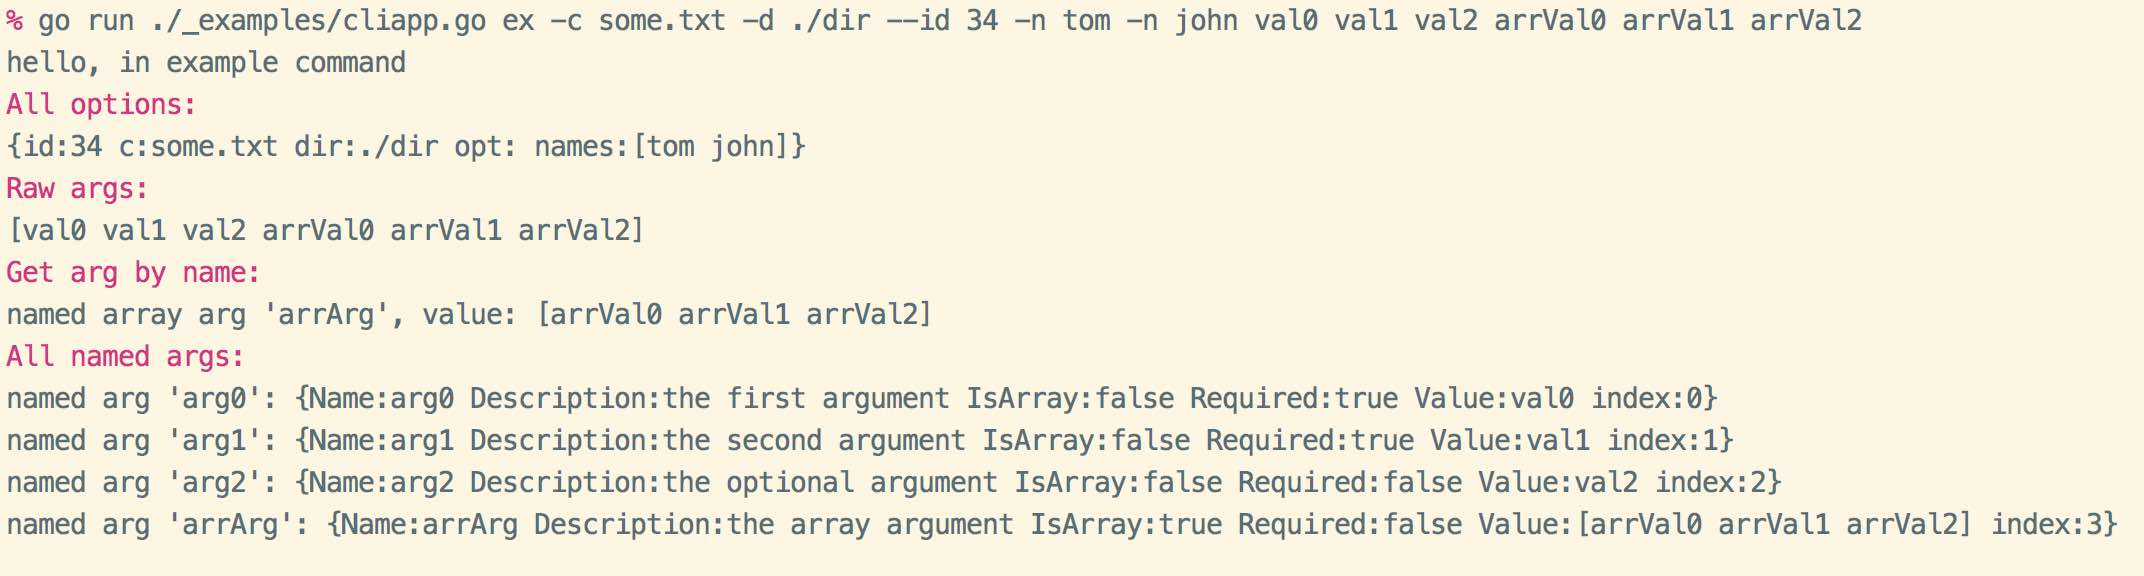 % go run ./_examples/cliapp.go ex -c some.txt -d ./dir --id 34 -n tom -n john val0 val1 val2 arrVal0 arrVal1 arrVal2
hello, in example command
All options:
{id:34 c:some.txt dir:./dir opt: names:[tom john]}
Raw args:
[val0 val1 val2 arrVal0 arrVal1 arrVal2]
Get arg by name:
named array arg 'arrArg', value: [arrVal0 arrVal1 arrVal2]
All named args:
named arg 'arg0': {Name:arg0 Description:the first argument IsArray:false Required:true Value:val0 index:0}
named arg 'arg1': {Name:arg1 Description:the second argument IsArray:false Required:true Value:val1 index:1}
named arg 'arg2': {Name:arg2 Description:the optional argument IsArray:false Required:false Value:val2 index:2}
named arg 'arrArg': {Name:arrArg Description:the array argument IsArray:true Required:false Value:[arrVal0 arrVal1 arrVal2] index:3}